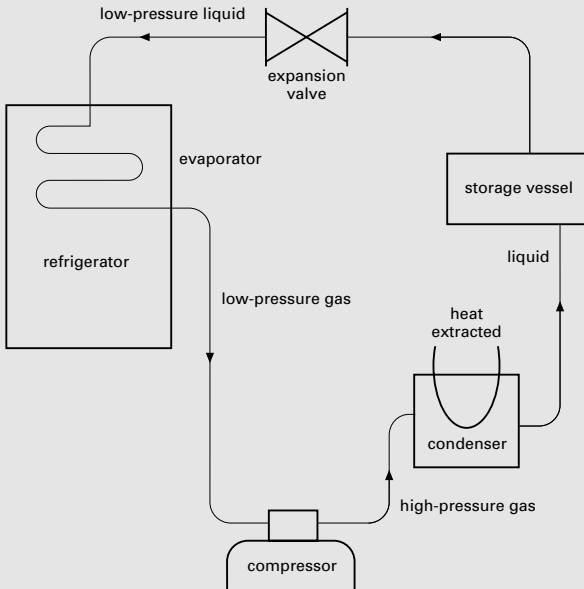 low-pressure liquid
expansion
valve
evaporator
storage vessel
refrigerator
liquid
low-pressure gas
heat
extracted
condenser
high-pressure gas
compressor